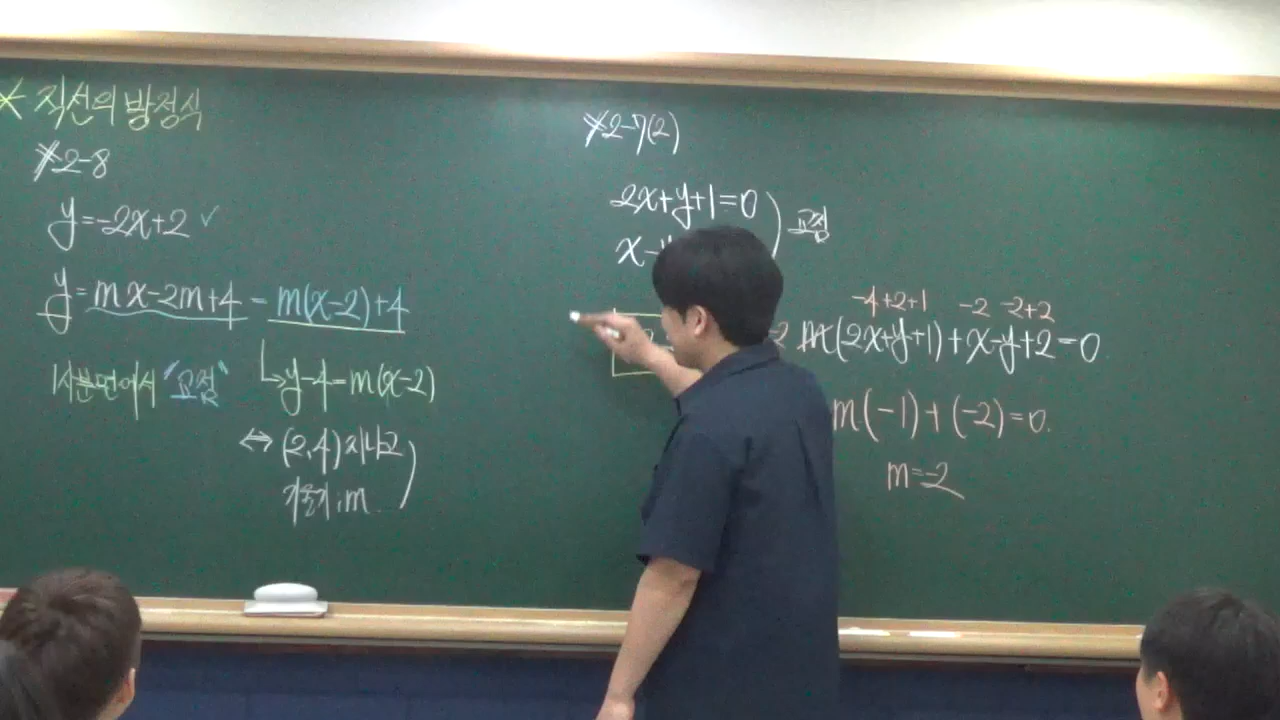 * 직선의 방정식
※2-8
y=-2x+2 ✓
y=mx-2m+4 = m(x-2)+4
1사분면에서 "교점"
↳ y-4=m(x-2)
⇔ (2,4) 지나고
기울기:m
※2-7(2)
2x+y+1=0
x-
교점
-4+2+1 -2 -2+2
-2 m(2x+y+1)+x-y+2=0
m(-1)+(-2)=0.
m=-2